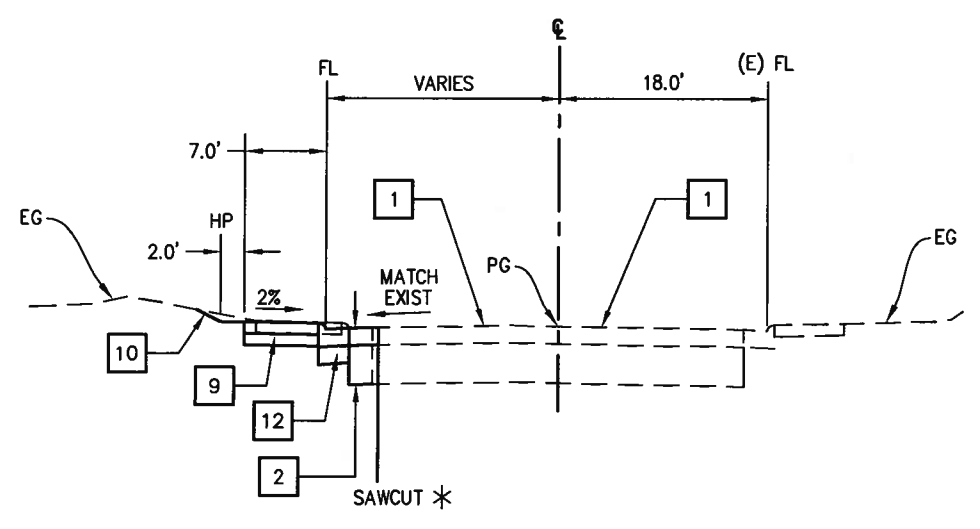 ℄
FL
(E) FL
VARIES
18.0'
7.0'
1
1
EG
HP
EG
2.0'
PG
MATCH
EXIST
2%
10
9
12
2
SAWCUT *